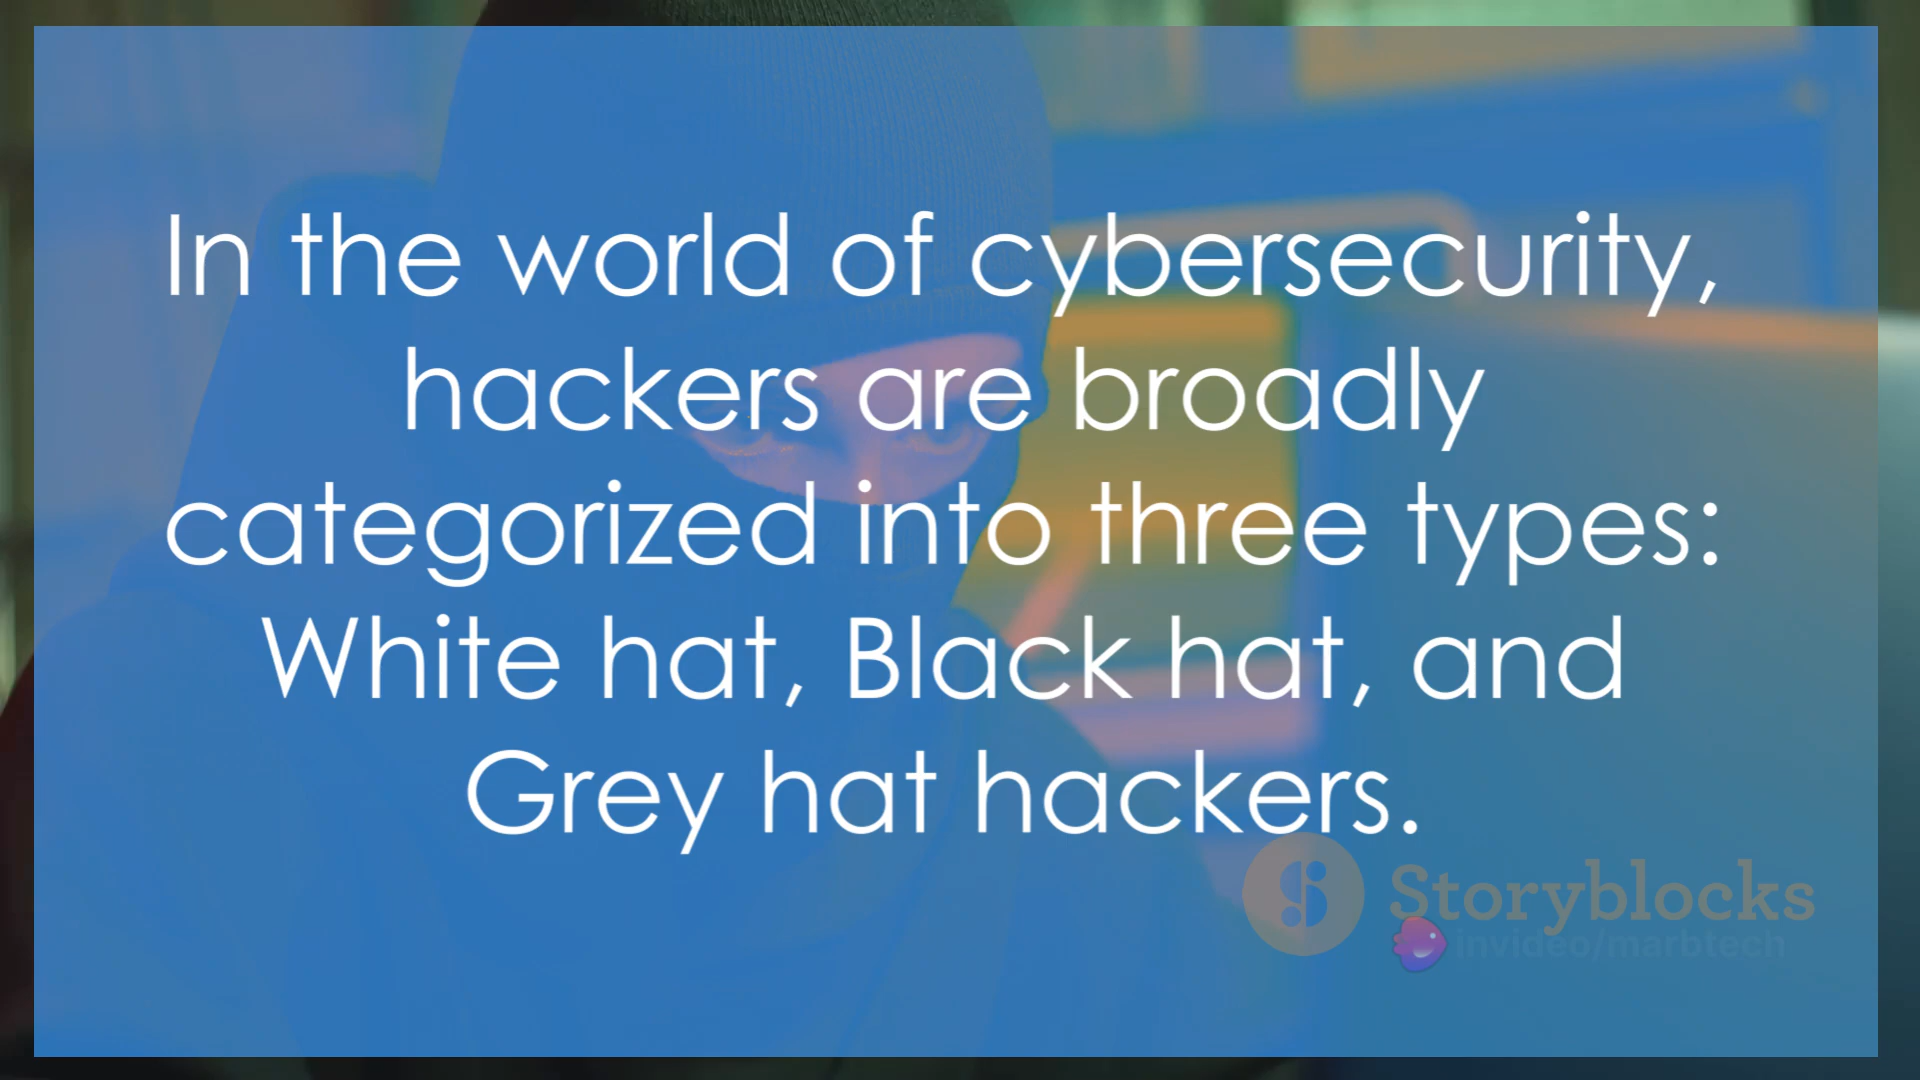 In the world of cybersecurity,
hackers are broadly
categorized into three types:
White hat, Black hat, and
Grey hat hackers.
Storyblocks
invideo/marbtech